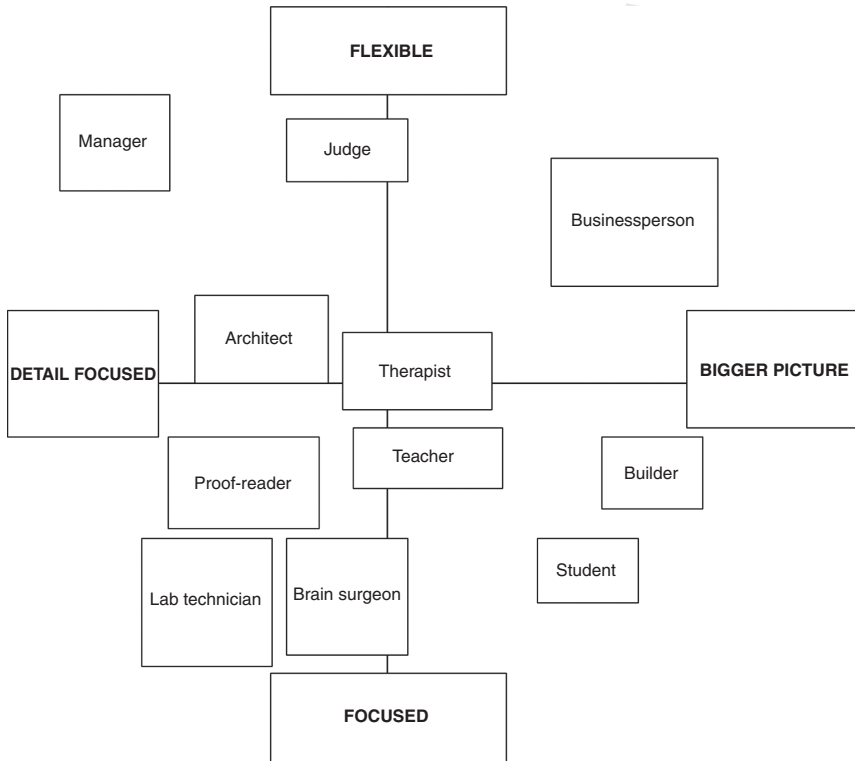 FLEXIBLE
Manager
Judge
Businessperson
Architect
Therapist
DETAIL FOCUSED
BIGGER PICTURE
Teacher
Builder
Proof-reader
Student
Lab technician
Brain surgeon
FOCUSED